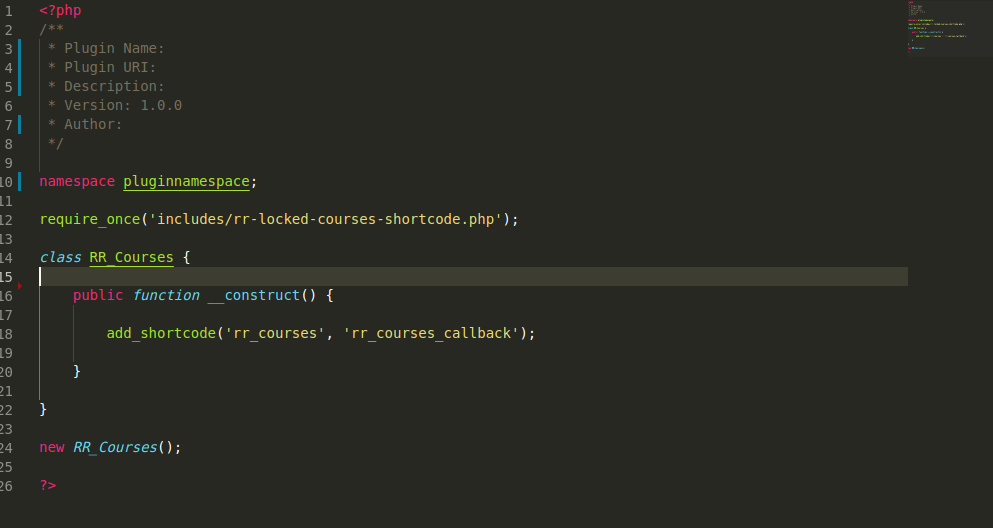 1 <?php
2 /**
3  * Plugin Name:
4  * Plugin URI:
5  * Description:
6  * Version: 1.0.0
7  * Author:
8  */
9
10 namespace pluginnamespace;
11
12 require_once('includes/rr-locked-courses-shortcode.php');
13
14 class RR_Courses {
15
16     public function __construct() {
17
18         add_shortcode('rr_courses', 'rr_courses_callback');
19
20     }
21
22 }
23
24 new RR_Courses();
25
26 ?>